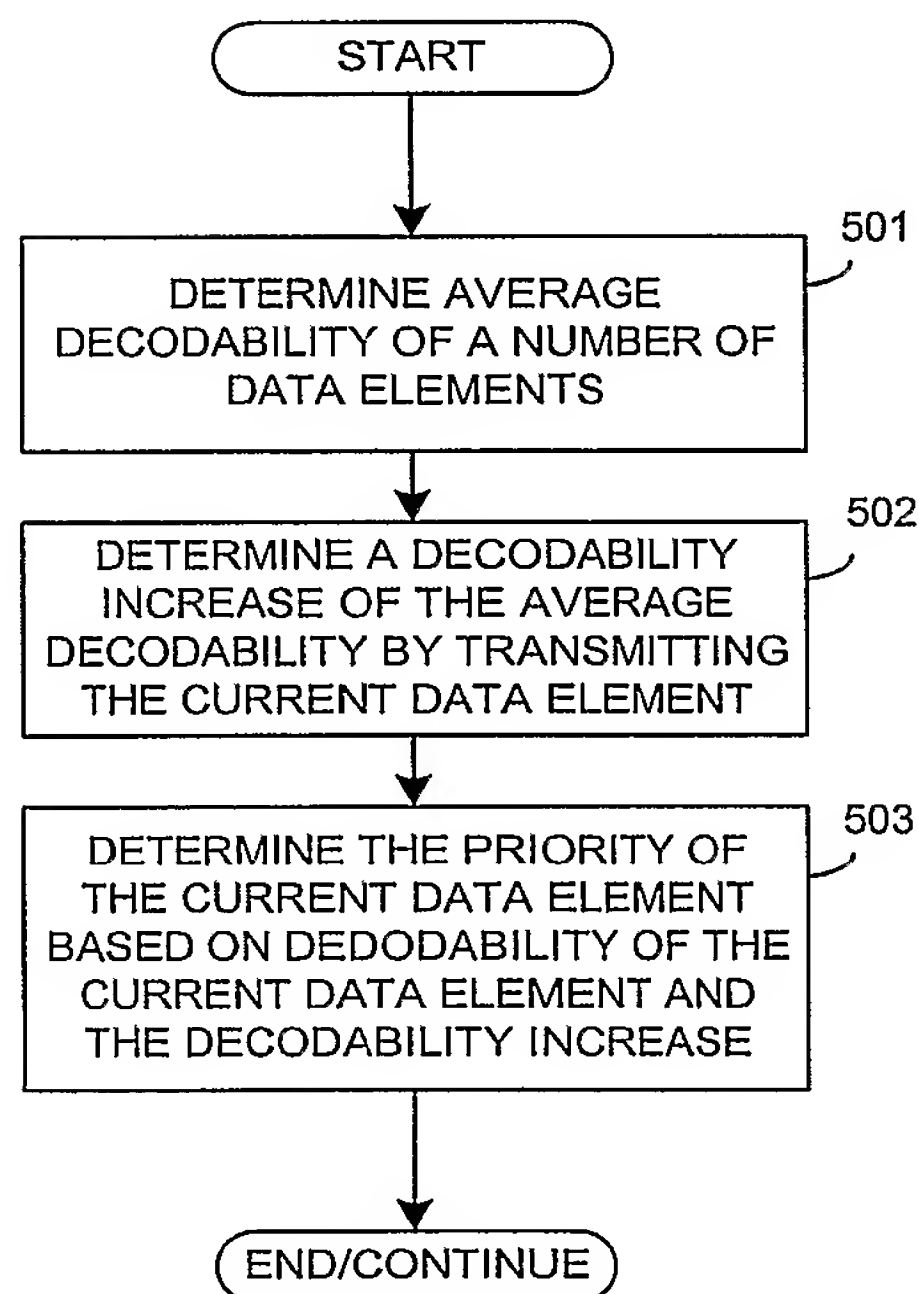 START
501
DETERMINE AVERAGE
DECODABILITY OF A NUMBER OF
DATA ELEMENTS
502
DETERMINE A DECODABILITY
INCREASE OF THE AVERAGE
DECODABILITY BY TRANSMITTING
THE CURRENT DATA ELEMENT
503
DETERMINE THE PRIORITY OF
THE CURRENT DATA ELEMENT
BASED ON DEDODABILITY OF THE
CURRENT DATA ELEMENT AND
THE DECODABILITY INCREASE
END/CONTINUE